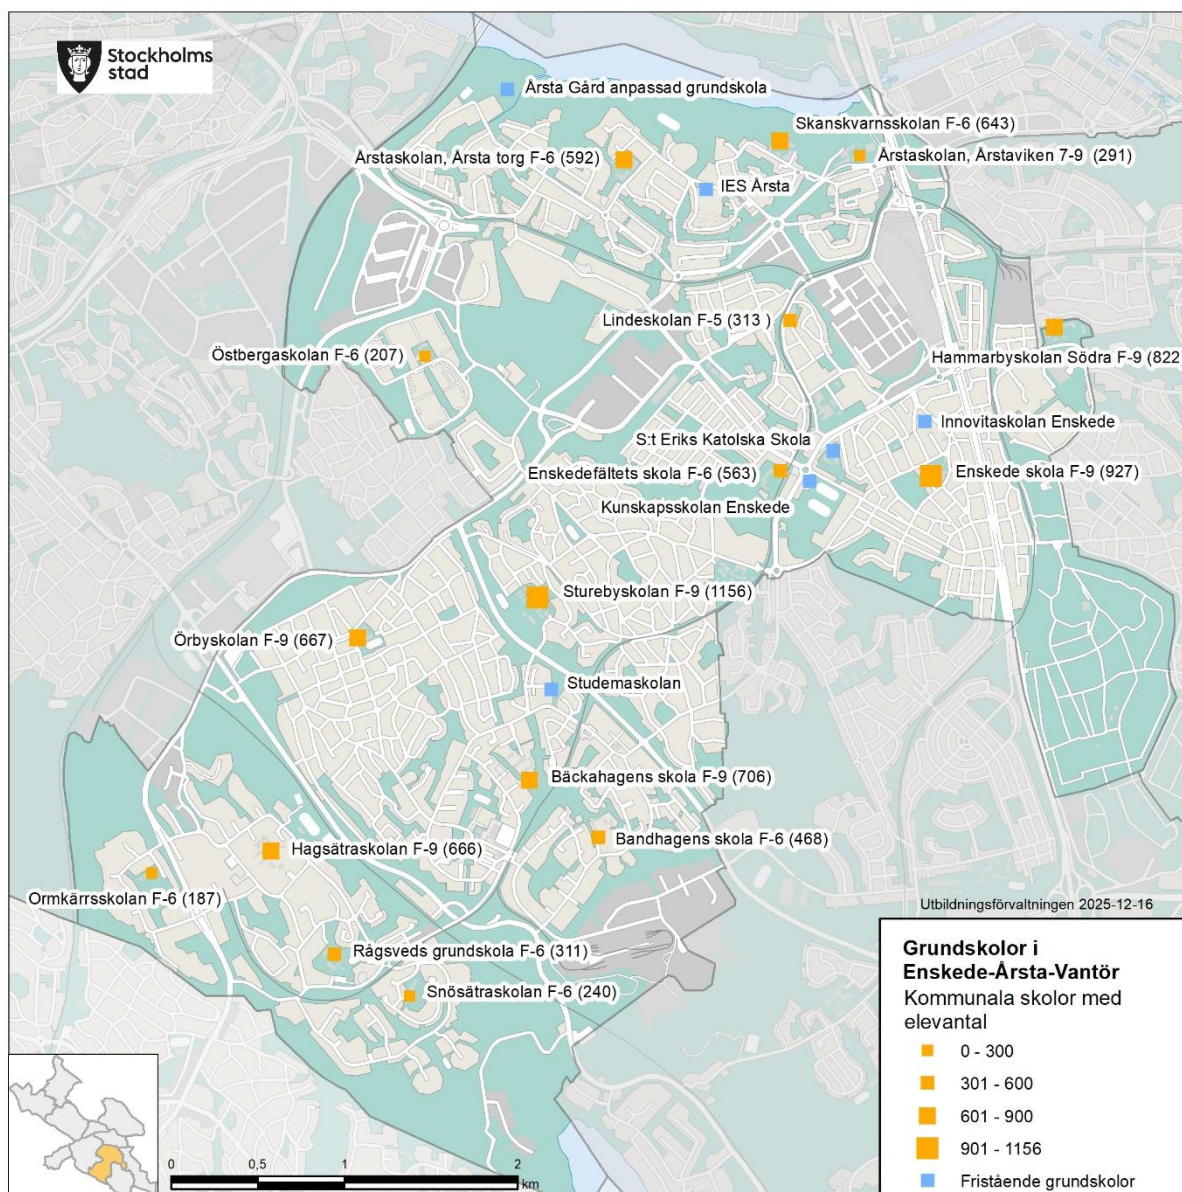 Stockholms
stad
Årsta Gård anpassad grundskola
Skanskvarnsskolan F-6 (643)
Årstaskolan, Årsta torg F-6 (592)
Årstaskolan, Årstaviken 7-9 (291)
IES Årsta
Lindeskolan F-5 (313 )
Östbergaskolan F-6 (207)
Hammarbyskolan Södra F-9 (822
Innovitaskolan Enskede
S:t Eriks Katolska Skola
Enskedefältets skola F-6 (563)
Enskede skola F-9 (927)
Kunskapsskolan Enskede
Sturebyskolan F-9 (1156)
Örbyskolan F-9 (667)
Studemaskolan
Bäckahagens skola F-9 (706)
Bandhagens skola F-6 (468)
Hagsätraskolan F-9 (666)
Ormkärrsskolan F-6 (187)
Rågsveds grundskola F-6 (311)
Snösätraskolan F-6 (240)
Utbildningsförvaltningen 2025-12-16
Grundskolor i
Enskede-Årsta-Vantör
Kommunala skolor med
elevantal
0 - 300
301 - 600
601 - 900
901 - 1156
Fristående grundskolor
0 0,5 1 2
km